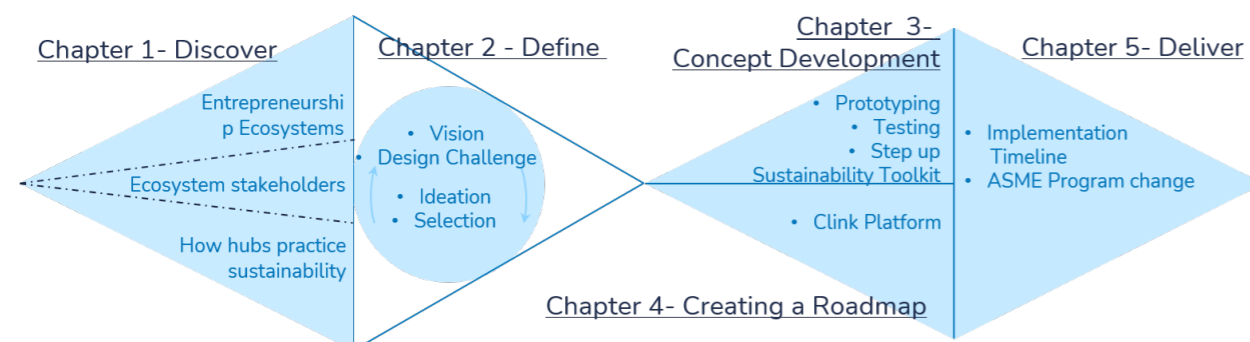 Chapter 1- Discover
Entrepreneurshi
p Ecosystems
Ecosystem stakeholders
How hubs practice
sustainability
Chapter 2 - Define
• Vision
• Design Challenge
• Ideation
• Selection
Chapter 3-
Concept Development
• Prototyping
• Testing
• Step up
Sustainability Toolkit
• Clink Platform
Chapter 4- Creating a Roadmap
Chapter 5- Deliver
• Implementation
Timeline
• ASME Program change